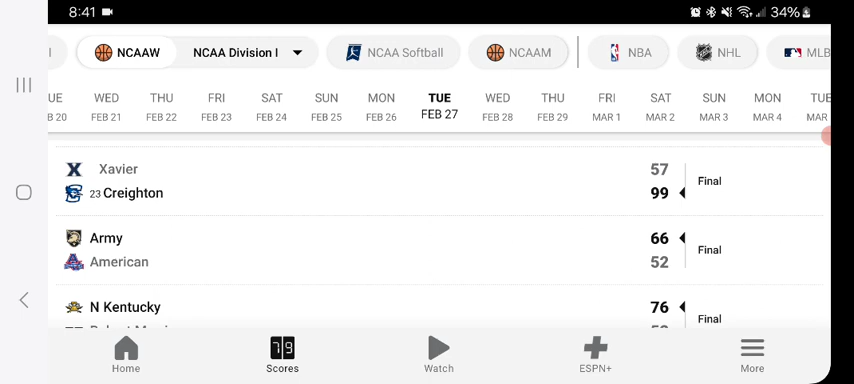 8:41 34%
NCAAW NCAA Division I NCAA Softball NCAAM NBA NHL MLB
UE WED THU FRI SAT SUN MON TUE WED THU FRI SAT SUN MON TUE
B 20 FEB 21 FEB 22 FEB 23 FEB 24 FEB 25 FEB 26 FEB 27 FEB 28 FEB 29 MAR 1 MAR 2 MAR 3 MAR 4 MAR
Xavier 57
Final
23 Creighton 99
Army 66
Final
American 52
N Kentucky 76
Final
Home Scores Watch ESPN+ More